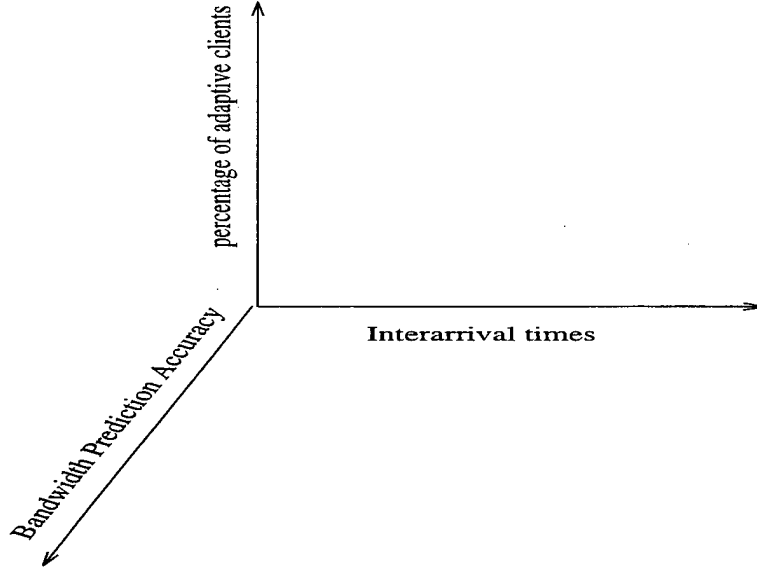 percentage of adaptive clients
Interarrival times
Bandwidth Prediction Accuracy